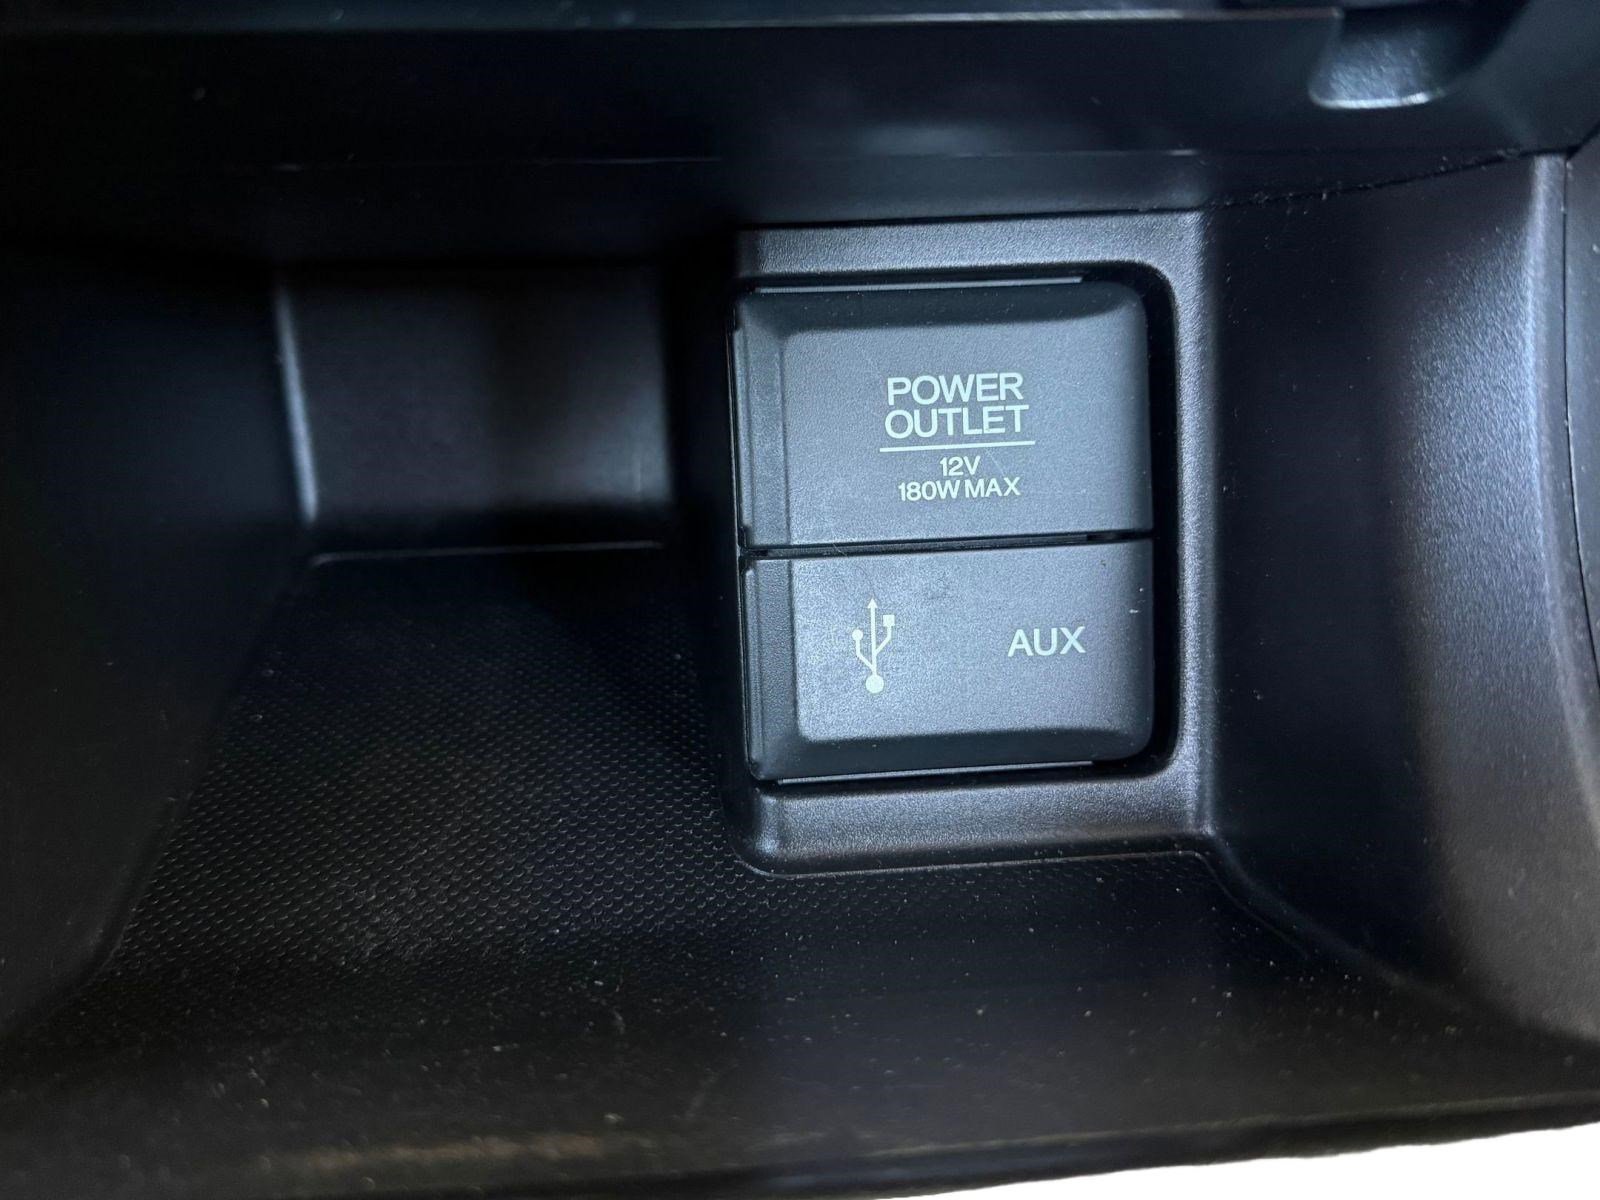 POWER
OUTLET
12V
180W MAX
AUX